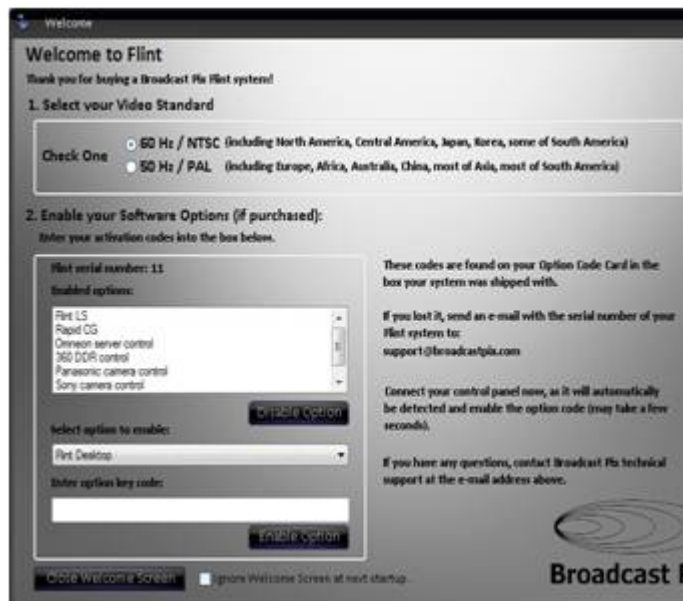 Welcome
Welcome to Flint
Thank you for buying a Broadcast Pix Flint system!
1. Select your Video Standard
Check One
60 Hz / NTSC (including North America, Central America, Japan, Korea, some of South America)
50 Hz / PAL (including Europe, Africa, Australia, China, most of Asia, most of South America)
2. Enable your Software Options (if purchased):
Enter your activation codes into the box below.
Flint serial number: 11
Enabled options:
Flint LS
Rapid CG
Omneon server control
360 DDR control
Panasonic camera control
Sony camera control
Disable Option
Select option to enable:
Flint Desktop
Enter option key code:
Enable Option
These codes are found on your Option Code Card in the
box your system was shipped with.
If you lost it, send an e-mail with the serial number of your
Flint system to:
support@broadcastpix.com
Connect your control panel now, as it will automatically
be detected and enable the option code (may take a few
seconds).
If you have any questions, contact Broadcast Pix technical
support at the e-mail address above.
Close Welcome Screen
Ignore Welcome Screen at next startup.
Broadcast